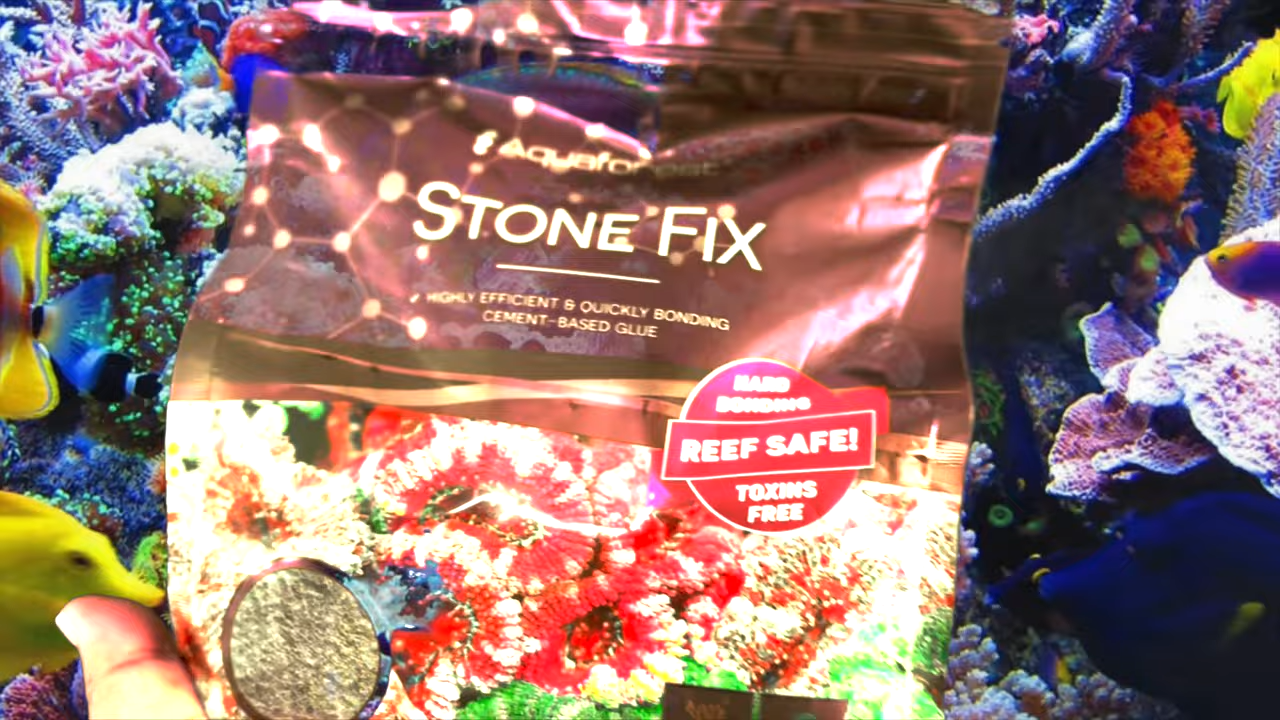 Aquaforest
STONE FIX
✓ HIGHLY EFFICIENT & QUICKLY BONDING
CEMENT-BASED GLUE
HARD
BONDING
REEF SAFE!
TOXINS
FREE